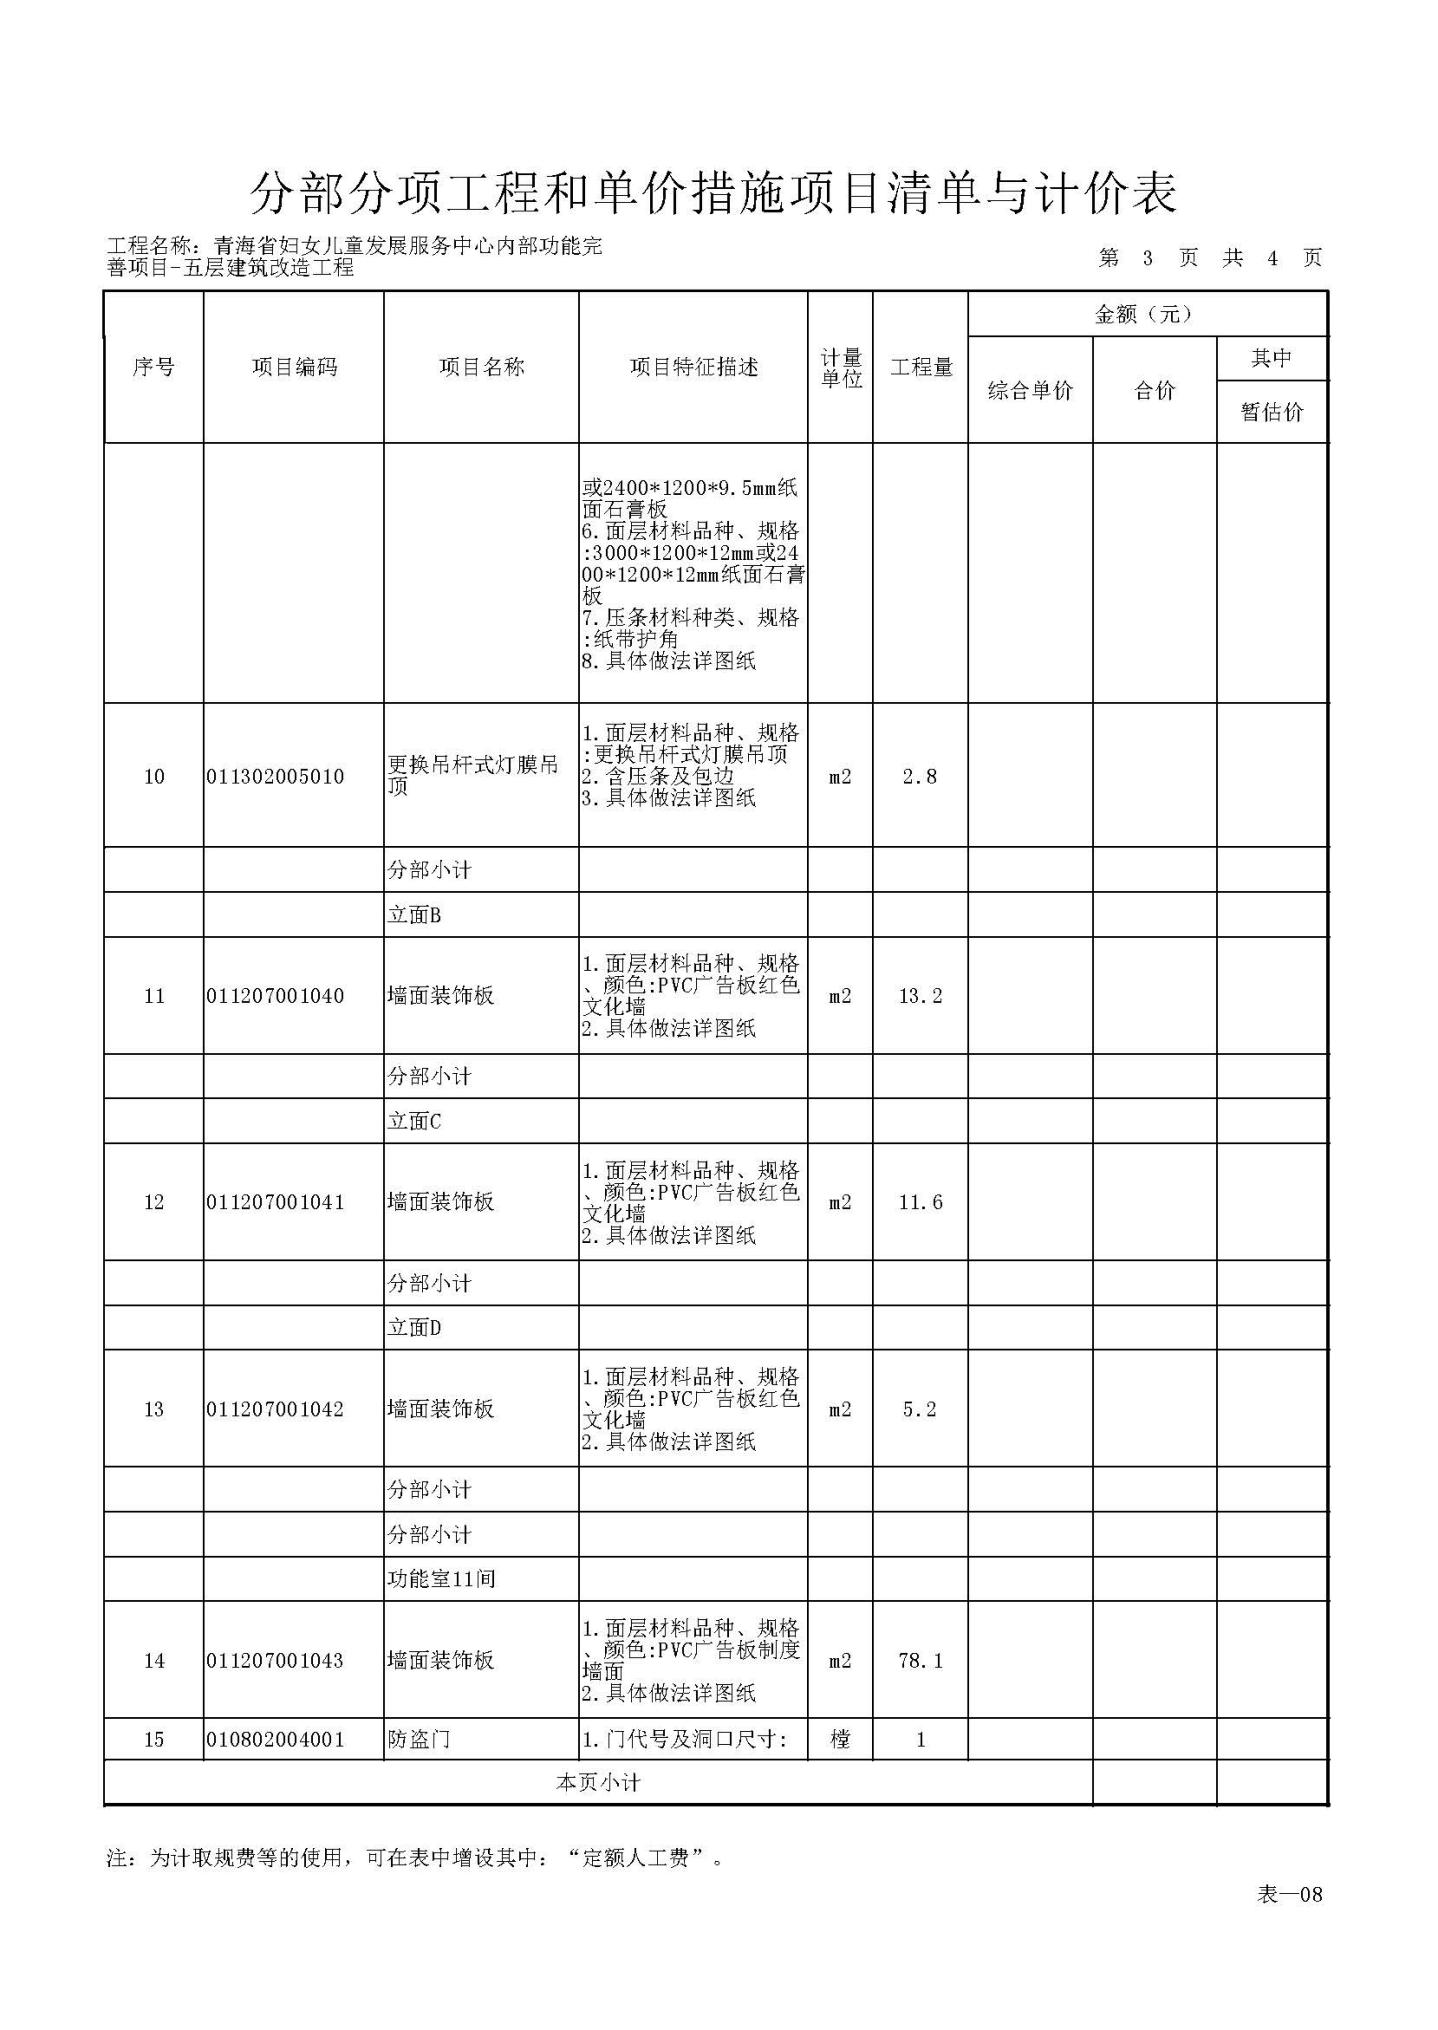 分部分项工程和单价措施项目清单与计价表
工程名称：青海省妇女儿童发展服务中心内部功能完
善项目-五层建筑改造工程
第 3 页 共 4 页
序号 项目编码 项目名称 项目特征描述 计量单位 工程量 金额（元）
综合单价 合价 其中
暂估价
或2400*1200*9.5mm纸
面石膏板
6.面层材料品种、规格
:3000*1200*12mm或24
00*1200*12mm纸面石膏
板
7.压条材料种类、规格
:纸带护角
8.具体做法详图纸
10 011302005010 更换吊杆式灯膜吊
顶
1.面层材料品种、规格
:更换吊杆式灯膜吊顶
2.含压条及包边
3.具体做法详图纸
m2 2.8
分部小计
立面B
11 011207001040 墙面装饰板
1.面层材料品种、规格
、颜色:PVC广告板红色
文化墙
2.具体做法详图纸
m2 13.2
分部小计
立面C
12 011207001041 墙面装饰板
1.面层材料品种、规格
、颜色:PVC广告板红色
文化墙
2.具体做法详图纸
m2 11.6
分部小计
立面D
13 011207001042 墙面装饰板
1.面层材料品种、规格
、颜色:PVC广告板红色
文化墙
2.具体做法详图纸
m2 5.2
分部小计
分部小计
功能室11间
14 011207001043 墙面装饰板
1.面层材料品种、规格
、颜色:PVC广告板制度
墙面
2.具体做法详图纸
m2 78.1
15 010802004001 防盗门 1.门代号及洞口尺寸: 樘 1
本页小计
注：为计取规费等的使用，可在表中增设其中：“定额人工费”。
表—08